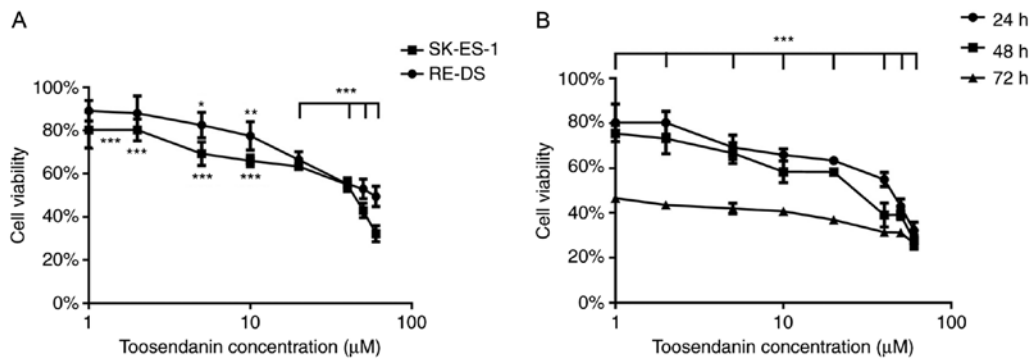 A
SK-ES-1
RE-DS
100%
80%
60%
40%
20%
0%
Cell viability
*
**
***
***
***
***
***
1
10
100
Toosendanin concentration (μM)
B
24 h
48 h
72 h
***
100%
80%
60%
40%
20%
0%
Cell viability
1
10
100
Toosendanin concentration (μM)